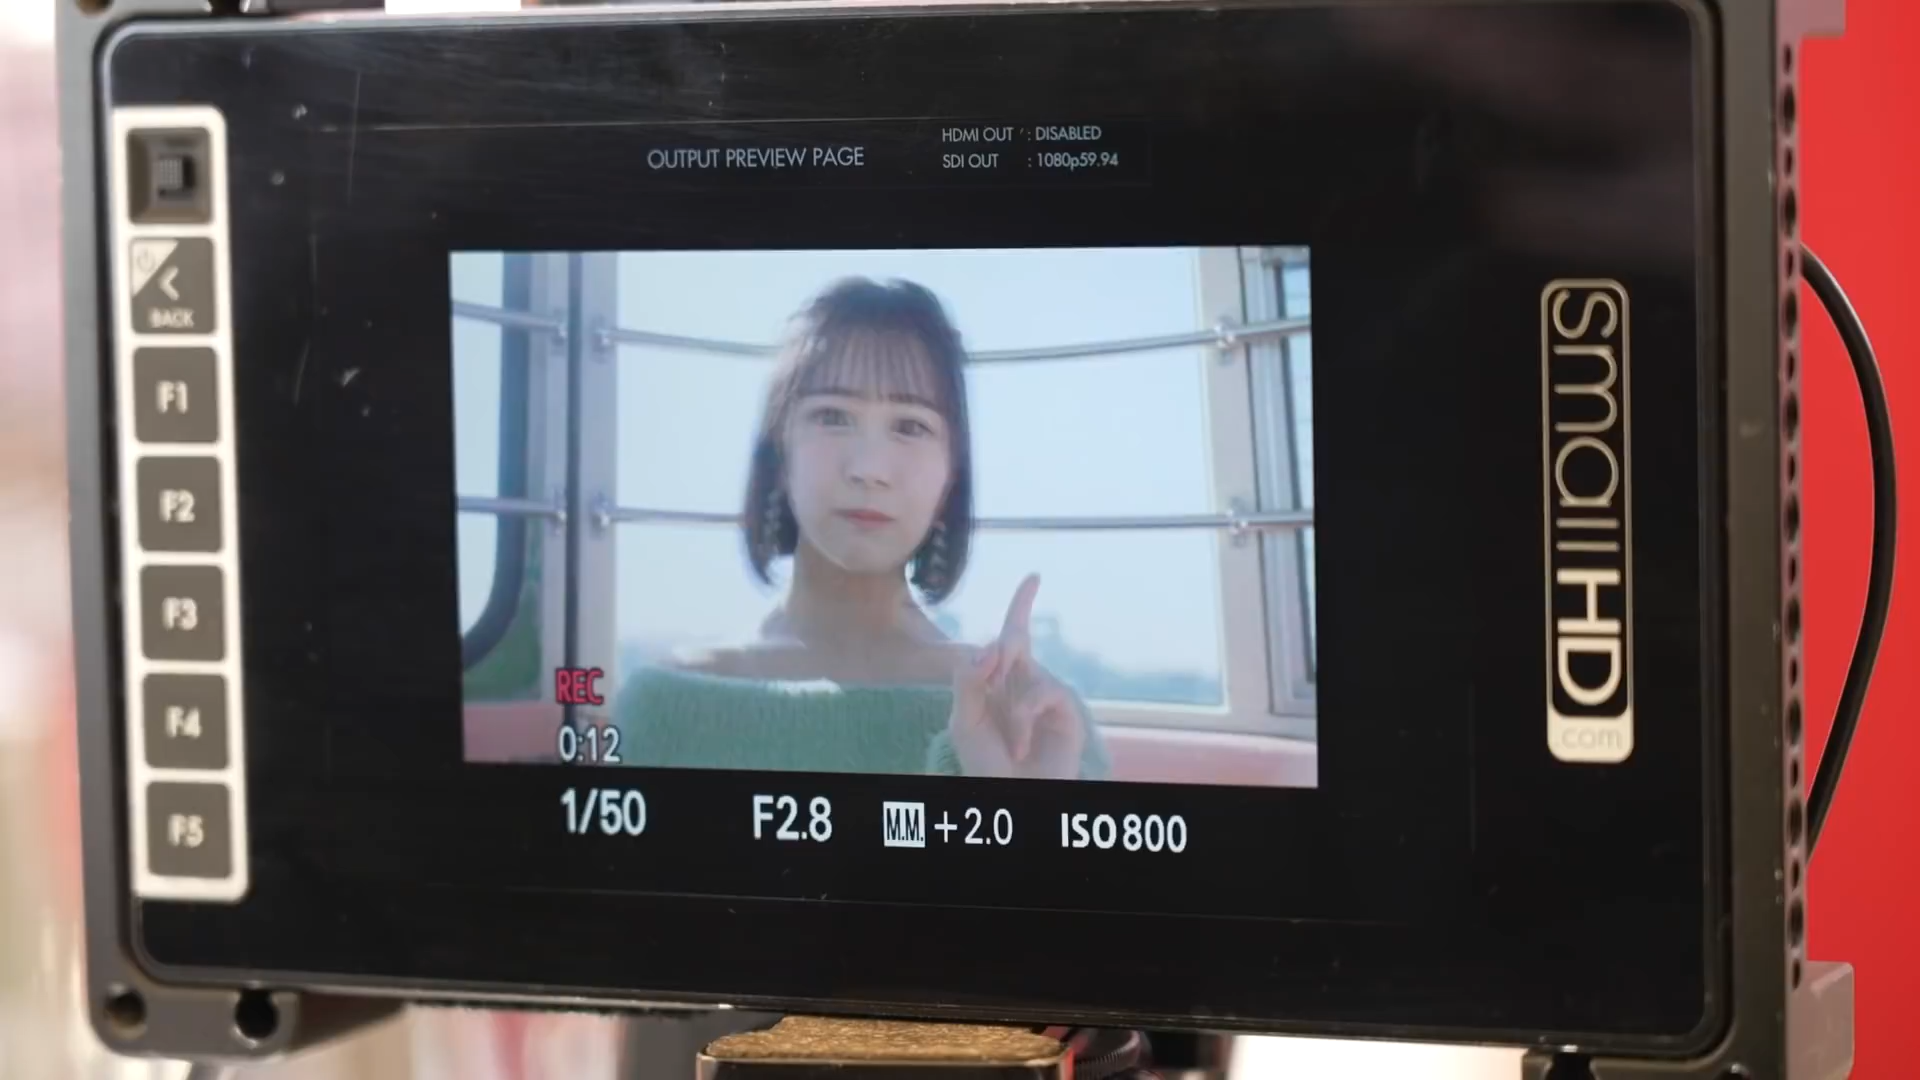 OUTPUT PREVIEW PAGE
HDMI OUT : DISABLED
SDI OUT : 1080p59.94
BACK
F1
F2
F3
F4
F5
REC
0:12
1/50 F2.8 M.M. +2.0 ISO800
smallHD
.com